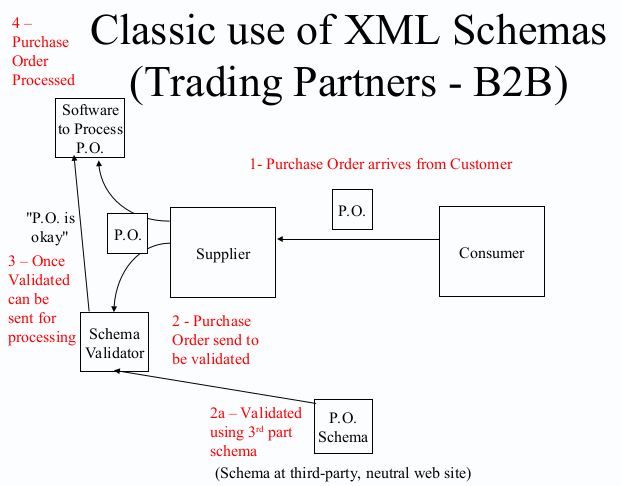 4 –
Purchase
Order
Processed
Classic use of XML Schemas
(Trading Partners - B2B)
Software
to Process
P.O.
1- Purchase Order arrives from Customer
P.O.
"P.O. is
okay"
P.O.
Supplier
Consumer
3 – Once
Validated
can be
sent for
processing
Schema
Validator
2 - Purchase
Order send to
be validated
2a – Validated
using 3rd part
schema
P.O.
Schema
(Schema at third-party, neutral web site)